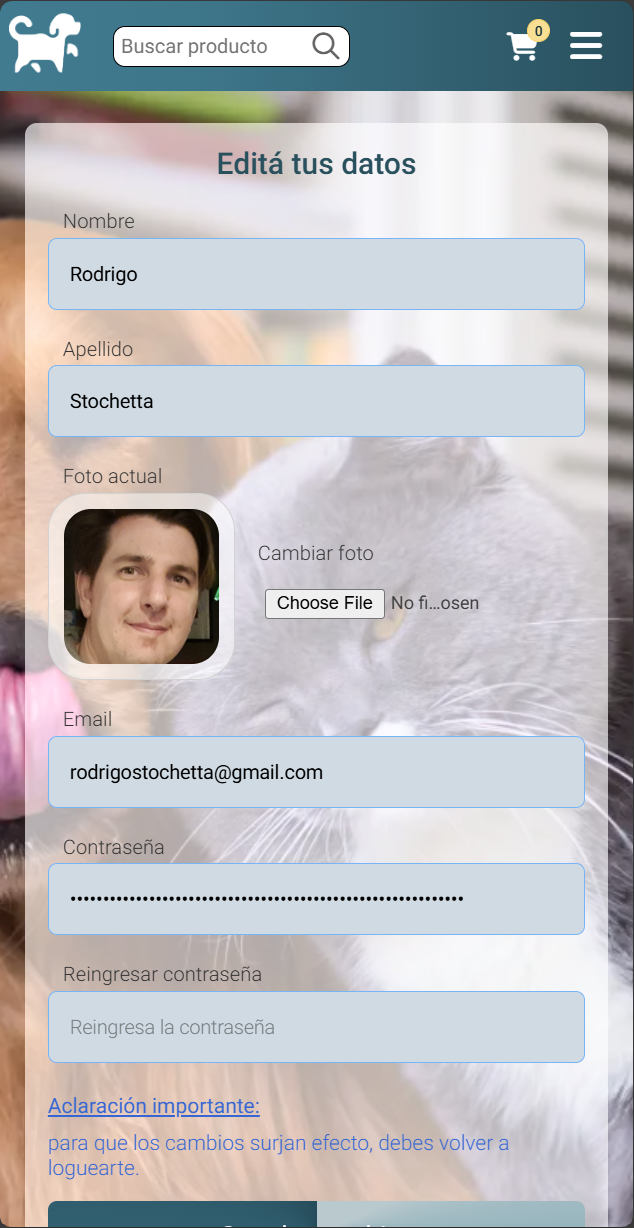 Buscar producto
0
Editá tus datos
Nombre
Rodrigo
Apellido
Stochetta
Foto actual
Cambiar foto
Choose File No fi...osen
Email
rodrigostochetta@gmail.com
Contraseña
Reingresar contraseña
Reingresa la contraseña
Aclaración importante:
para que los cambios surjan efecto, debes volver a
loguearte.